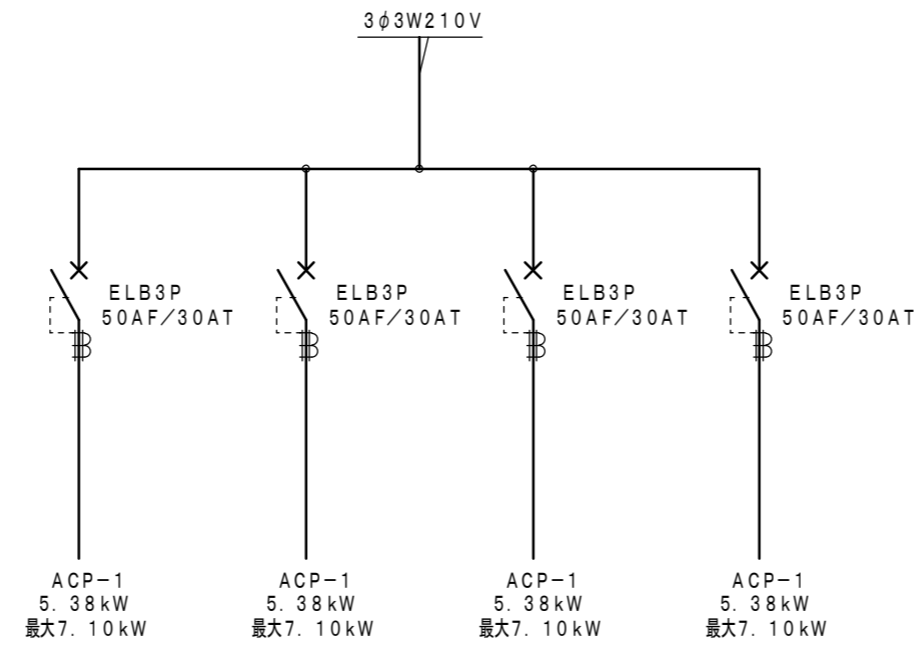 3φ3W210V
ELB3P
50AF/30AT
ELB3P
50AF/30AT
ELB3P
50AF/30AT
ELB3P
50AF/30AT
ACP-1
5.38kW
最大7.10kW
ACP-1
5.38kW
最大7.10kW
ACP-1
5.38kW
最大7.10kW
ACP-1
5.38kW
最大7.10kW